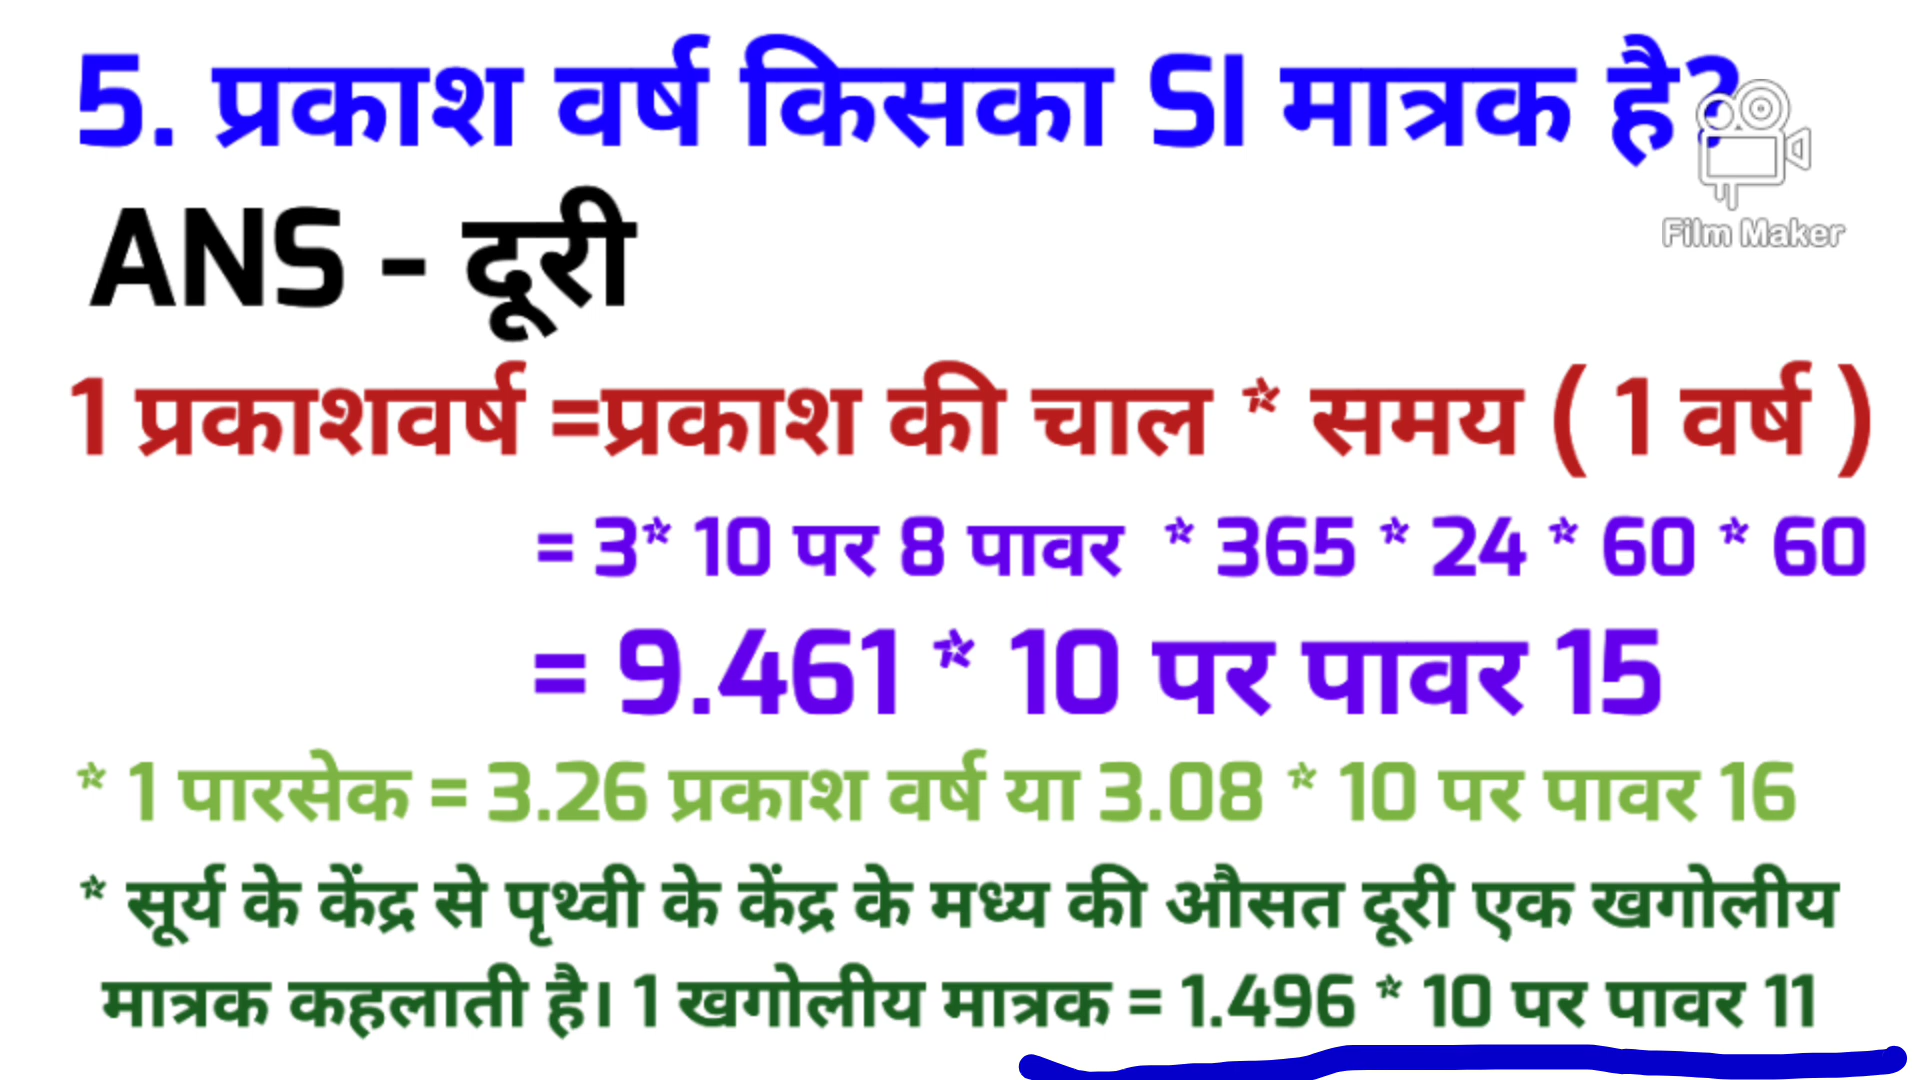 5. प्रकाश वर्ष किसका SI मात्रक है?
Film Maker
ANS - दूरी
1 प्रकाशवर्ष =प्रकाश की चाल * समय ( 1 वर्ष )
= 3* 10 पर 8 पावर * 365 * 24 * 60 * 60
= 9.461 * 10 पर पावर 15
* 1 पारसेक = 3.26 प्रकाश वर्ष या 3.08 * 10 पर पावर 16
* सूर्य के केंद्र से पृथ्वी के केंद्र के मध्य की औसत दूरी एक खगोलीय
मात्रक कहलाती है। 1 खगोलीय मात्रक = 1.496 * 10 पर पावर 11